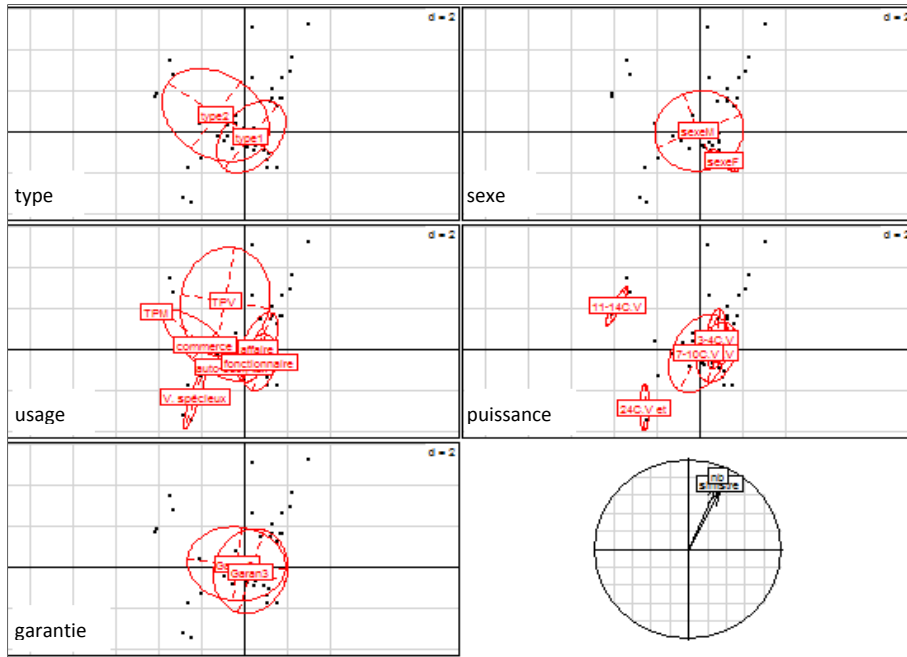 d = 2
type2
type1
type
d = 2
sexeM
sexeF
sexe
d = 2
TPV
TPM
commerce
affaire
fonctionnaire
auto
V. spécieux
usage
d = 2
11-14C.V
3-4C.V
7-10C.V
V
24C.V et
puissance
d = 2
Garan3
garantie
nb
sinistre